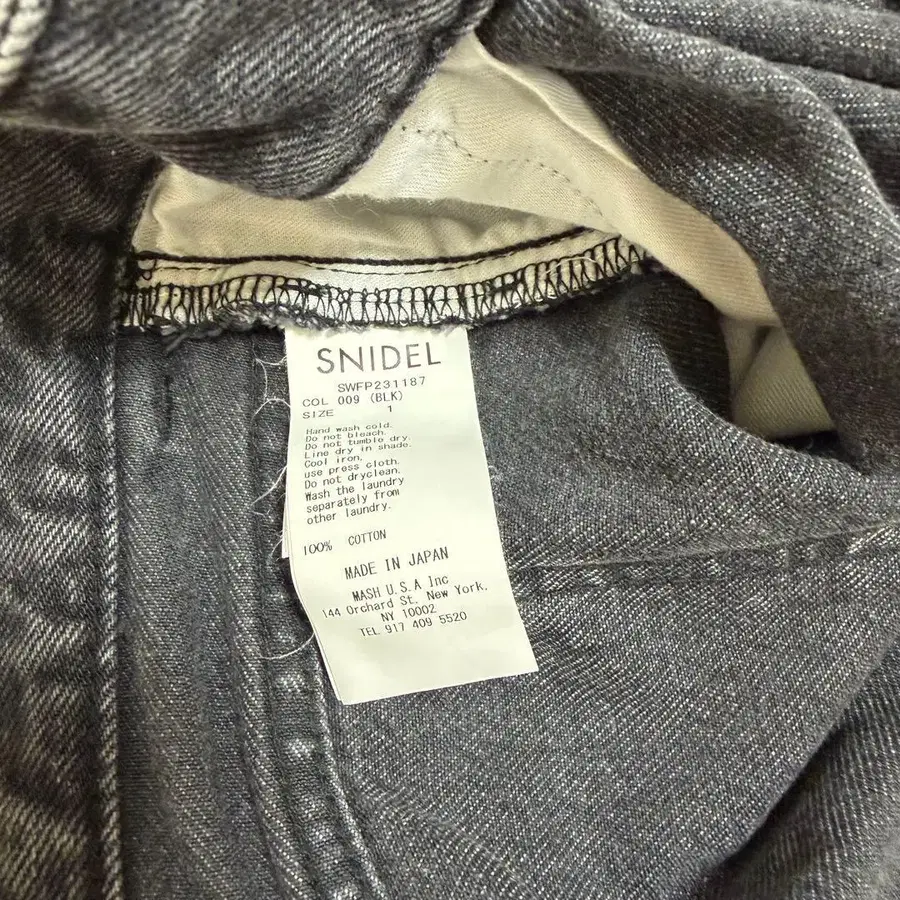 SNIDEL
SWFP231187
COL 009 (BLK)
SIZE 1
Hand wash cold.
Do not bleach.
Do not tumble dry.
Line dry in shade.
Cool iron,
use press cloth.
Do not dryclean.
Wash the laundry
separately from
other laundry.
100% COTTON
MADE IN JAPAN
MASH U.S.A Inc
144 Orchard St, New York,
NY 10002
TEL 917 409 5520